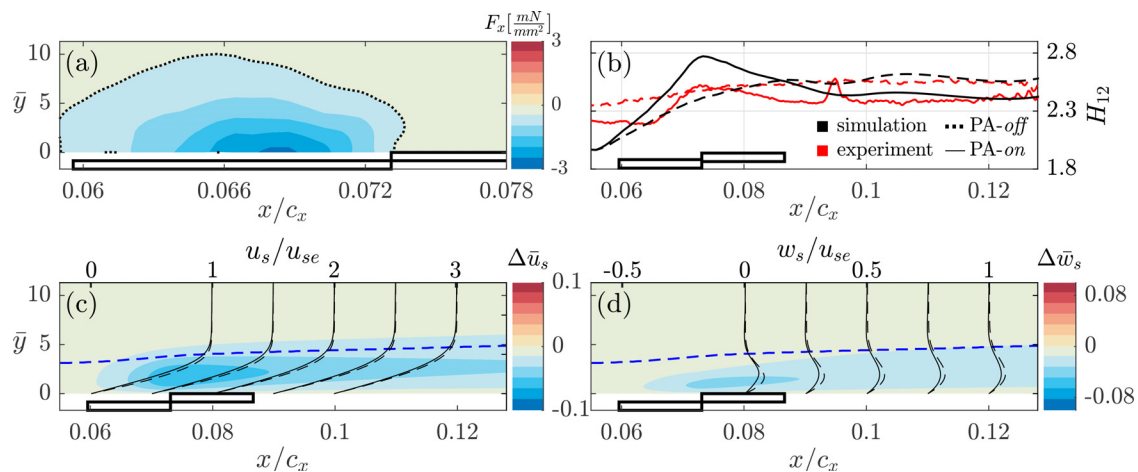 F_x[mN/mm²]
3
(a)
10
ȳ
5
0
0
-3
0.06
0.066
0.072
0.078
x/c_x
(b)
2.8
2.3
1.8
H_12
simulation
PA-off
experiment
PA-on
0.06
0.08
0.1
0.12
x/c_x
u_s/u_se
0
1
2
3
Δū_s
0.1
(c)
10
ȳ
5
0
0
-0.1
0.06
0.08
0.1
0.12
x/c_x
w_s/u_se
-0.5
0
0.5
1
Δw̄_s
(d)
0.08
0
-0.08
0.06
0.08
0.1
0.12
x/c_x